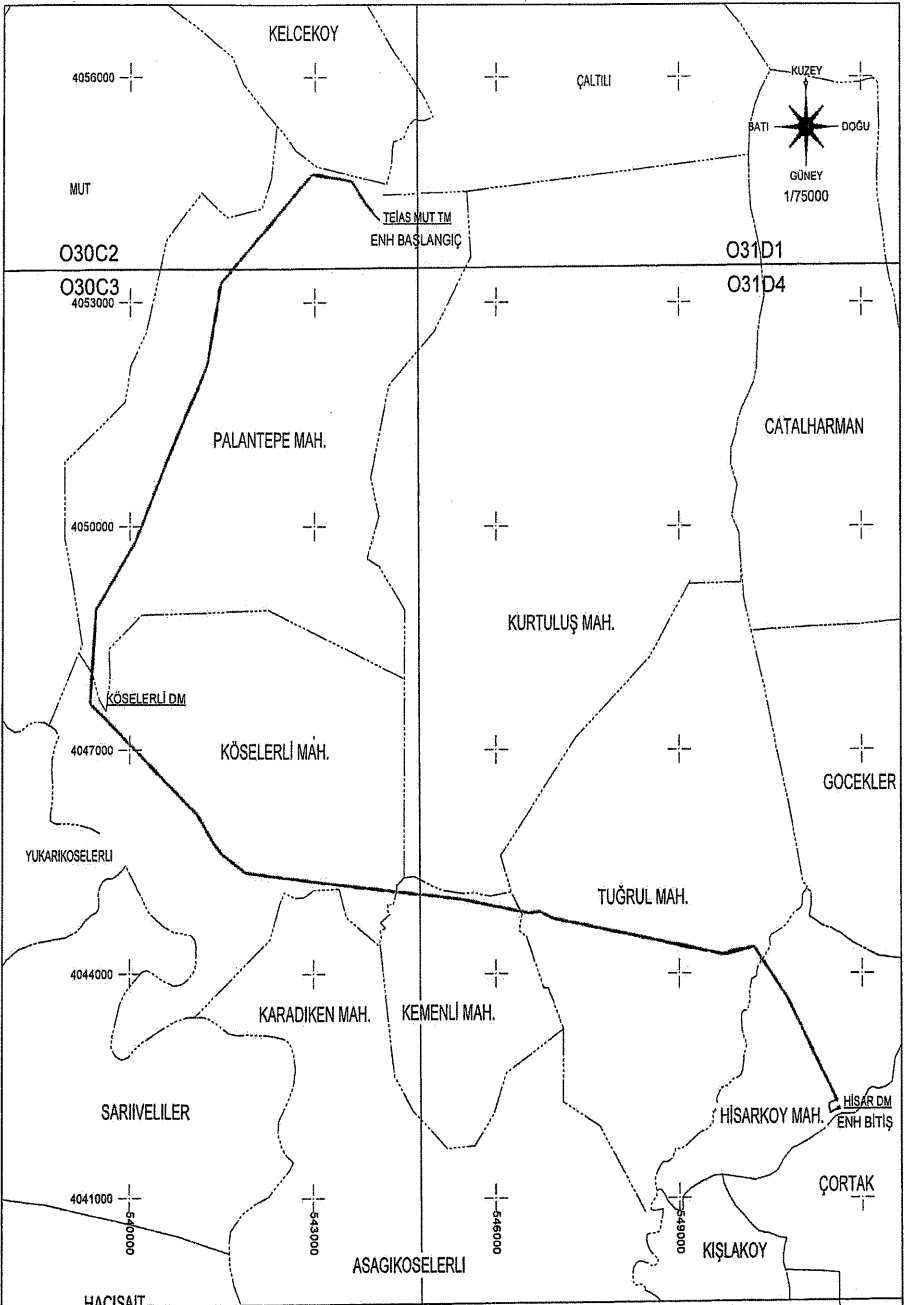 KELCEKOY
4056000
ÇALTILI
KUZEY
BATI
DOĞU
GÜNEY
1/75000
MUT
TEİAS MUT TM
ENH BAŞLANGIÇ
O30C2
O31D1
O30C3
O31D4
4053000
PALANTEPE MAH.
CATALHARMAN
4050000
KURTULUŞ MAH.
KÖSELERLİ DM
4047000
KÖSELERLİ MAH.
GOCEKLER
YUKARIKOSELERLI
TUĞRUL MAH.
4044000
KARADIKEN MAH.
KEMENLİ MAH.
SARIIVELILER
HİSARKOY MAH.
HİSAR DM
ENH BİTİŞ
ÇORTAK
4041000
540000
543000
546000
549000
KIŞLAKOY
ASAGIKOSELERLI
HACISAIT